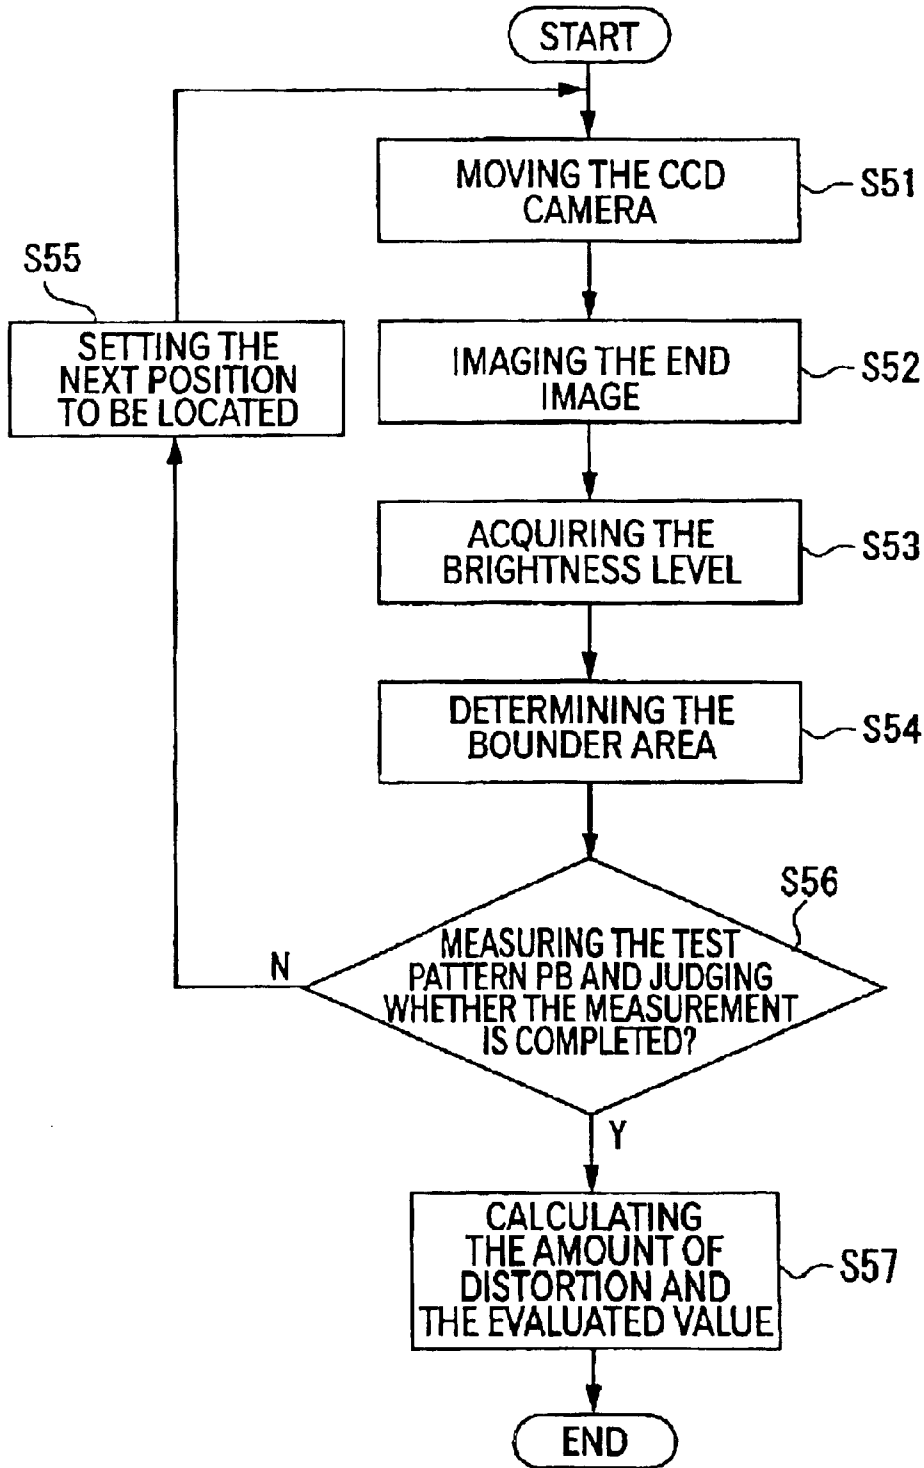 START
MOVING THE CCD
CAMERA
S51
S55
SETTING THE
NEXT POSITION
TO BE LOCATED
IMAGING THE END
IMAGE
S52
ACQUIRING THE
BRIGHTNESS LEVEL
S53
DETERMINING THE
BOUNDER AREA
S54
S56
MEASURING THE TEST
PATTERN PB AND JUDGING
WHETHER THE MEASUREMENT
IS COMPLETED?
N
Y
CALCULATING
THE AMOUNT OF
DISTORTION AND
THE EVALUATED VALUE
S57
END